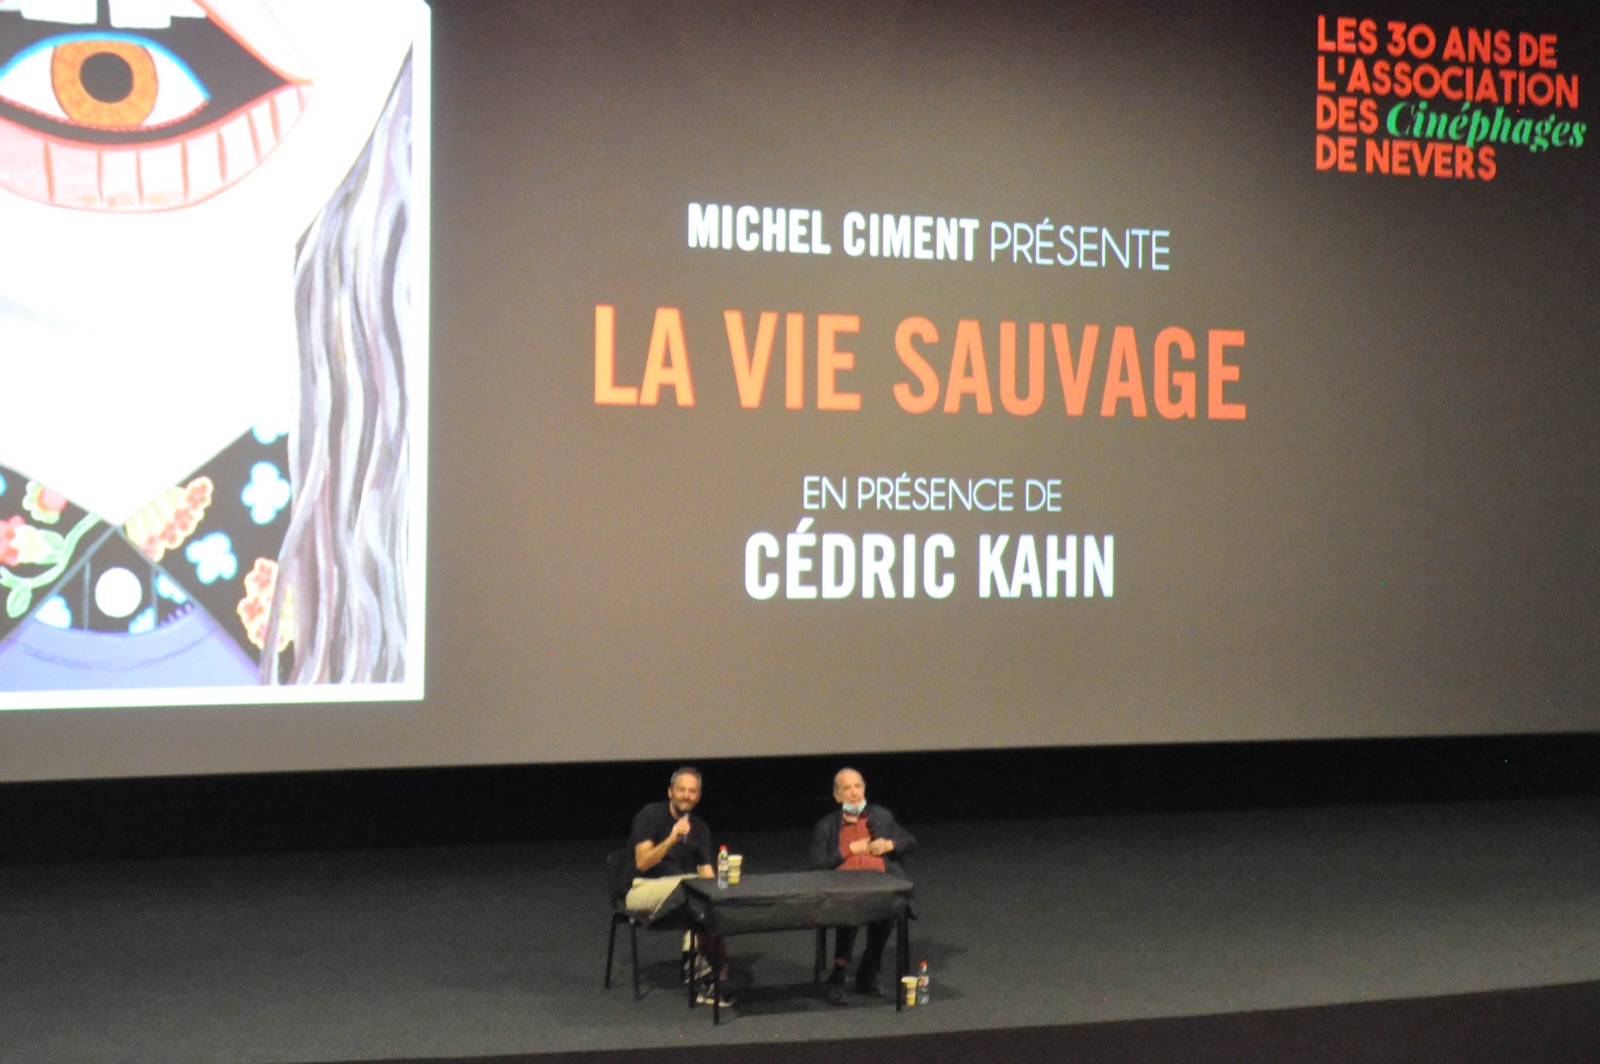 LES 30 ANS DE
L'ASSOCIATION
DES Cinéphages
DE NEVERS
MICHEL CIMENT PRÉSENTE
LA VIE SAUVAGE
EN PRÉSENCE DE
CÉDRIC KAHN